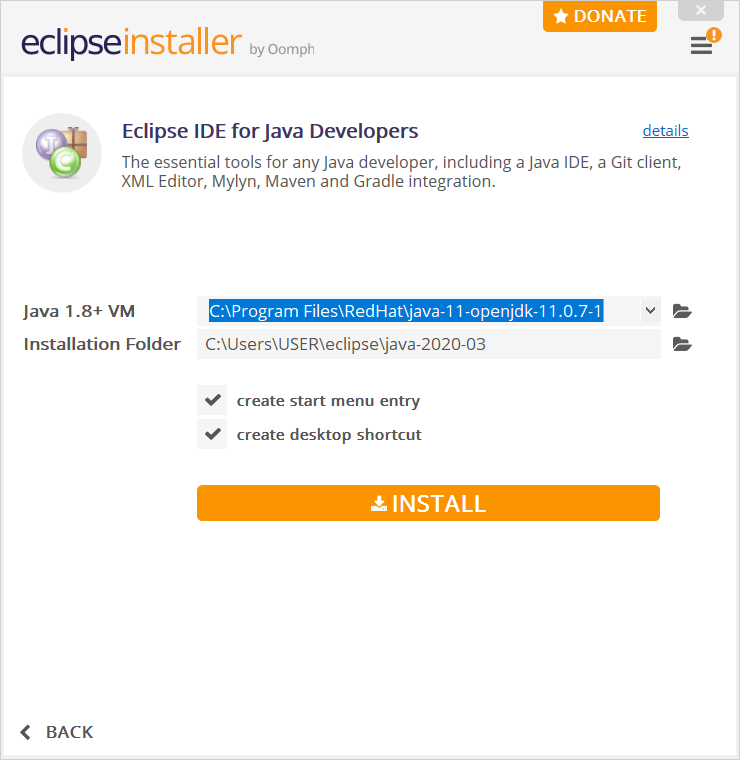 DONATE
eclipseinstaller by Oomph
Eclipse IDE for Java Developers
details
The essential tools for any Java developer, including a Java IDE, a Git client,
XML Editor, Mylyn, Maven and Gradle integration.
Java 1.8+ VM
C:\Program Files\RedHat\java-11-openjdk-11.0.7-1
Installation Folder
C:\Users\USER\eclipse\java-2020-03
create start menu entry
create desktop shortcut
INSTALL
BACK